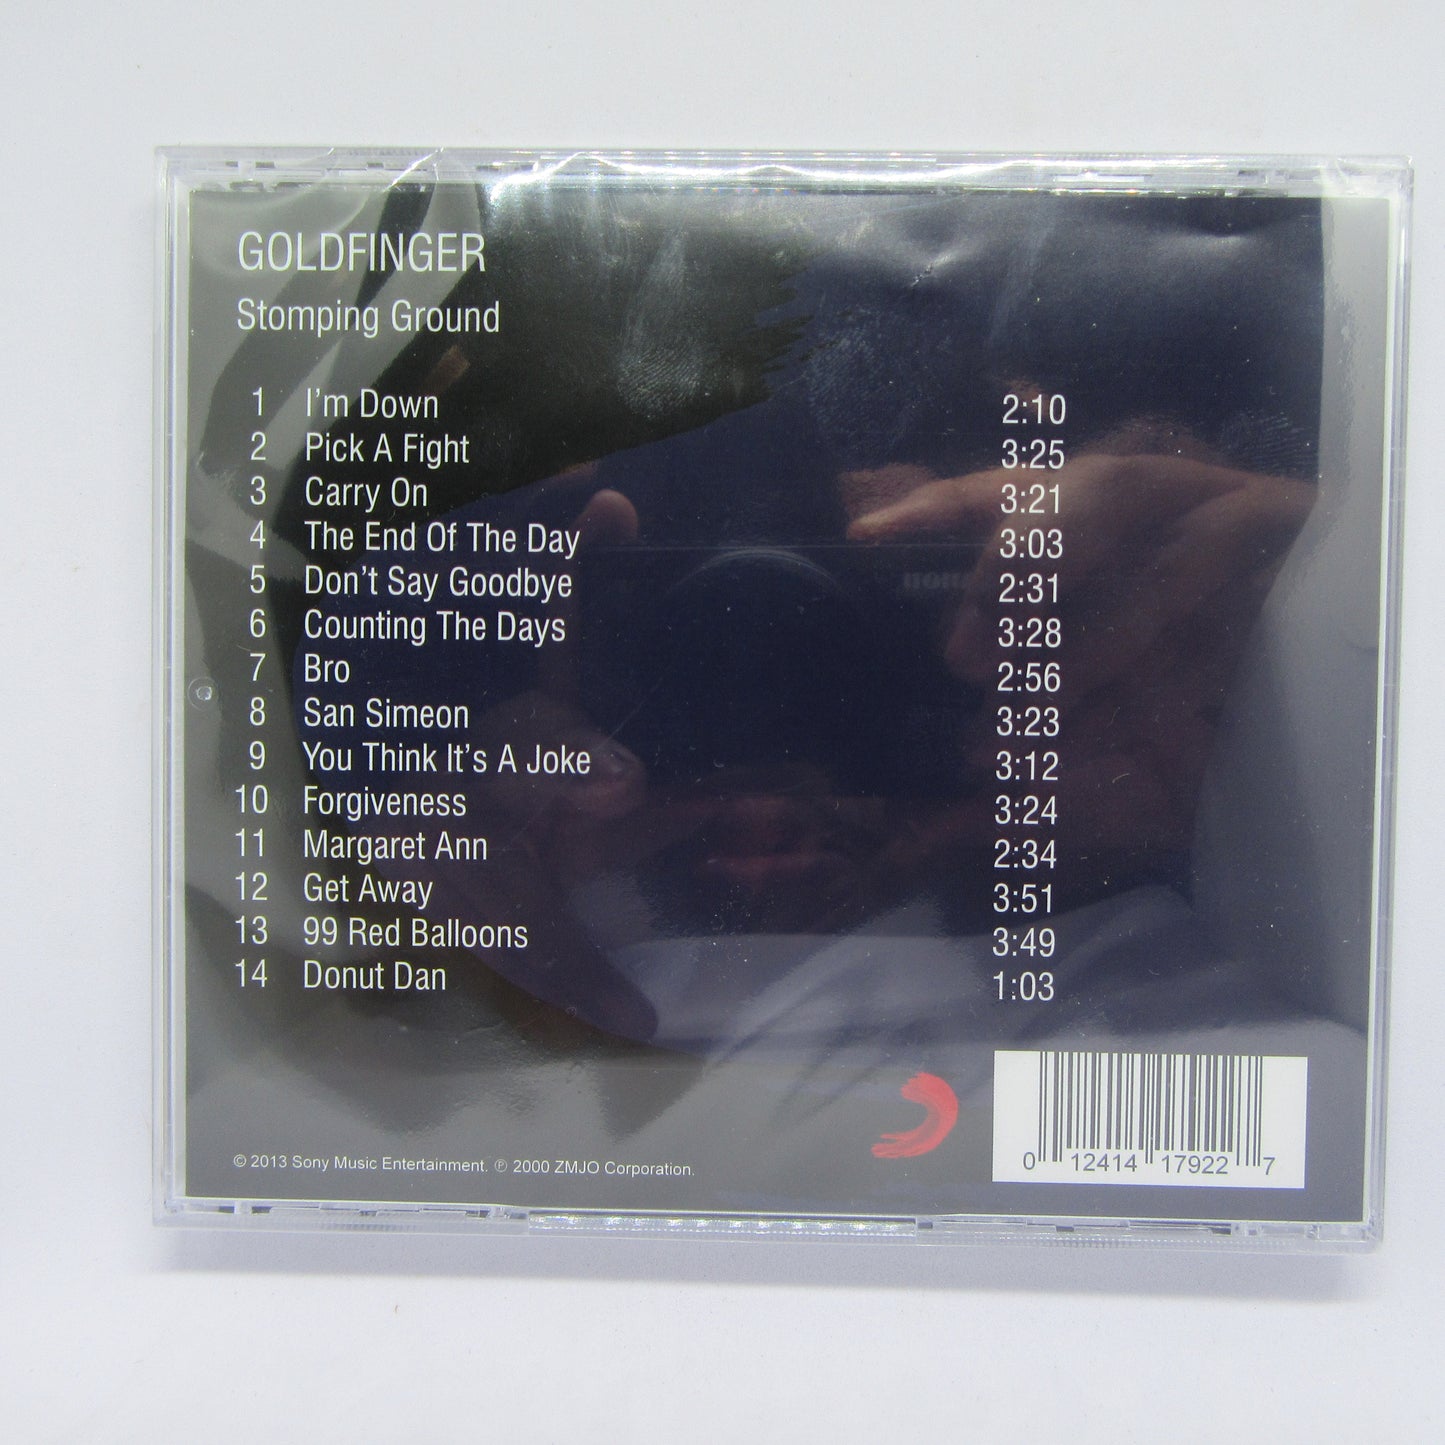 GOLDFINGER
Stomping Ground
1 I'm Down 2:10
2 Pick A Fight 3:25
3 Carry On 3:21
4 The End Of The Day 3:03
5 Don't Say Goodbye 2:31
6 Counting The Days 3:28
7 Bro 2:56
8 San Simeon 3:23
9 You Think It's A Joke 3:12
10 Forgiveness 3:24
11 Margaret Ann 2:34
12 Get Away 3:51
13 99 Red Balloons 3:49
14 Donut Dan 1:03
© 2013 Sony Music Entertainment. ℗ 2000 ZMJO Corporation.
0 12414 17922 7